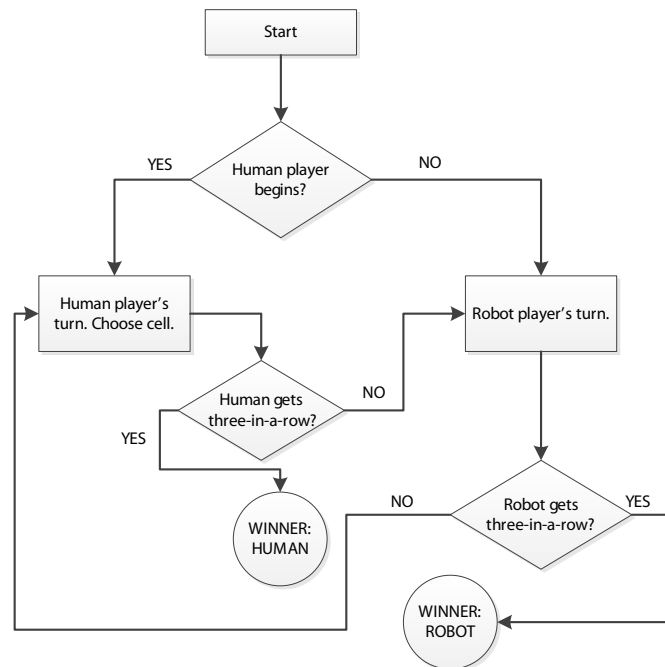 Start
Human player
begins?
YES
NO
Human player's
turn. Choose cell.
Robot player's turn.
Human gets
three-in-a-row?
NO
YES
WINNER:
HUMAN
NO
Robot gets
three-in-a-row?
YES
WINNER:
ROBOT